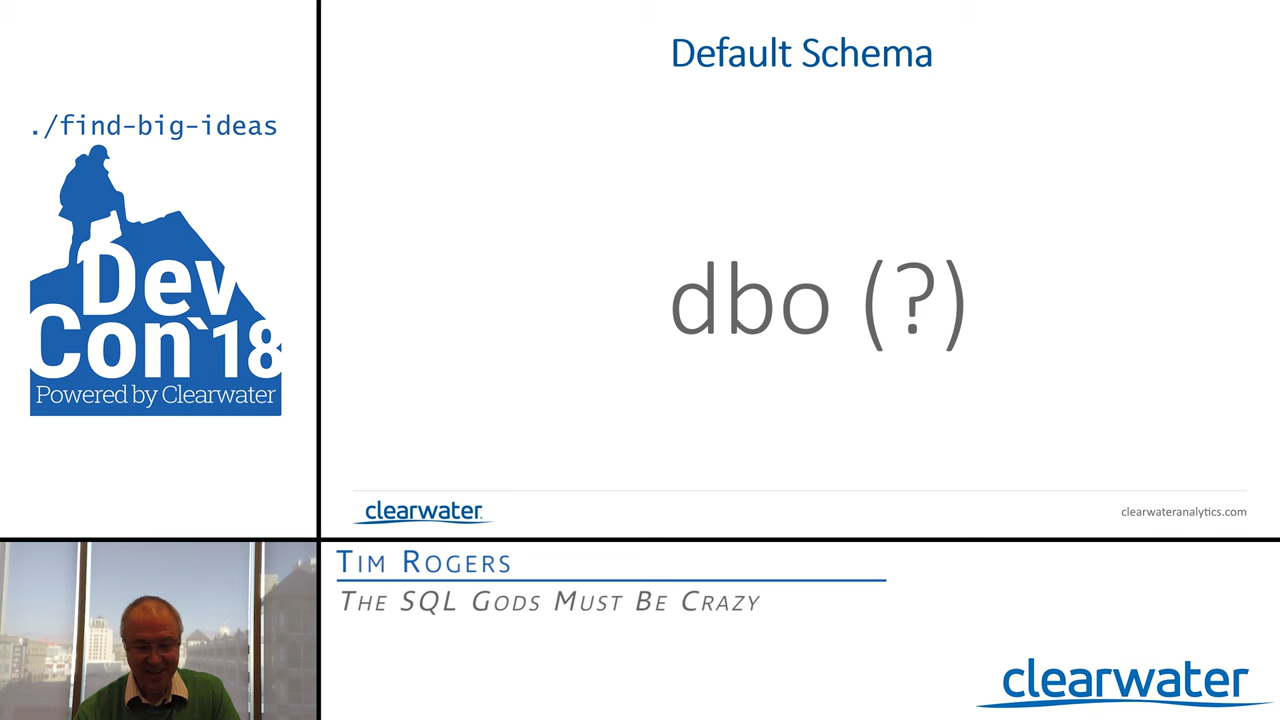 ./find-big-ideas
Dev
Con`18
Powered by Clearwater
Default Schema
dbo (?)
clearwater
clearwateranalytics.com
TIM ROGERS
THE SQL GODS MUST BE CRAZY
clearwater